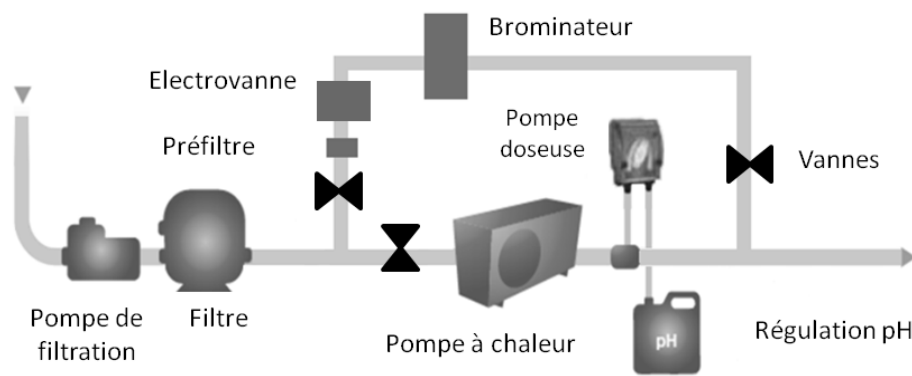 Brominateur
Electrovanne
Pompe
doseuse
Préfiltre
Vannes
Pompe de
filtration
Filtre
Pompe à chaleur
pH
Régulation pH